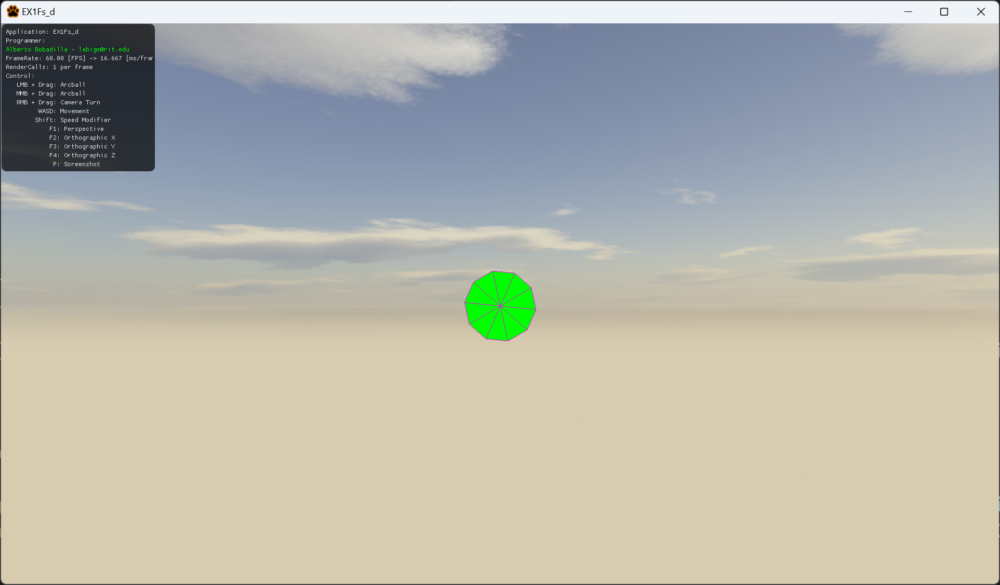 EX1Fs_d
Application: EX1Fs_d
Programmer:
Alberto Bobadilla - labigm@rit.edu
FrameRate: 60.00 [FPS] -> 16.667 [ms/frar
RenderCalls: 1 per frame
Control:
LMB + Drag: Arcball
MMB + Drag: Arcball
RMB + Drag: Camera Turn
WASD: Movement
Shift: Speed Modifier
F1: Perspective
F2: Orthographic X
F3: Orthographic Y
F4: Orthographic Z
P: Screenshot